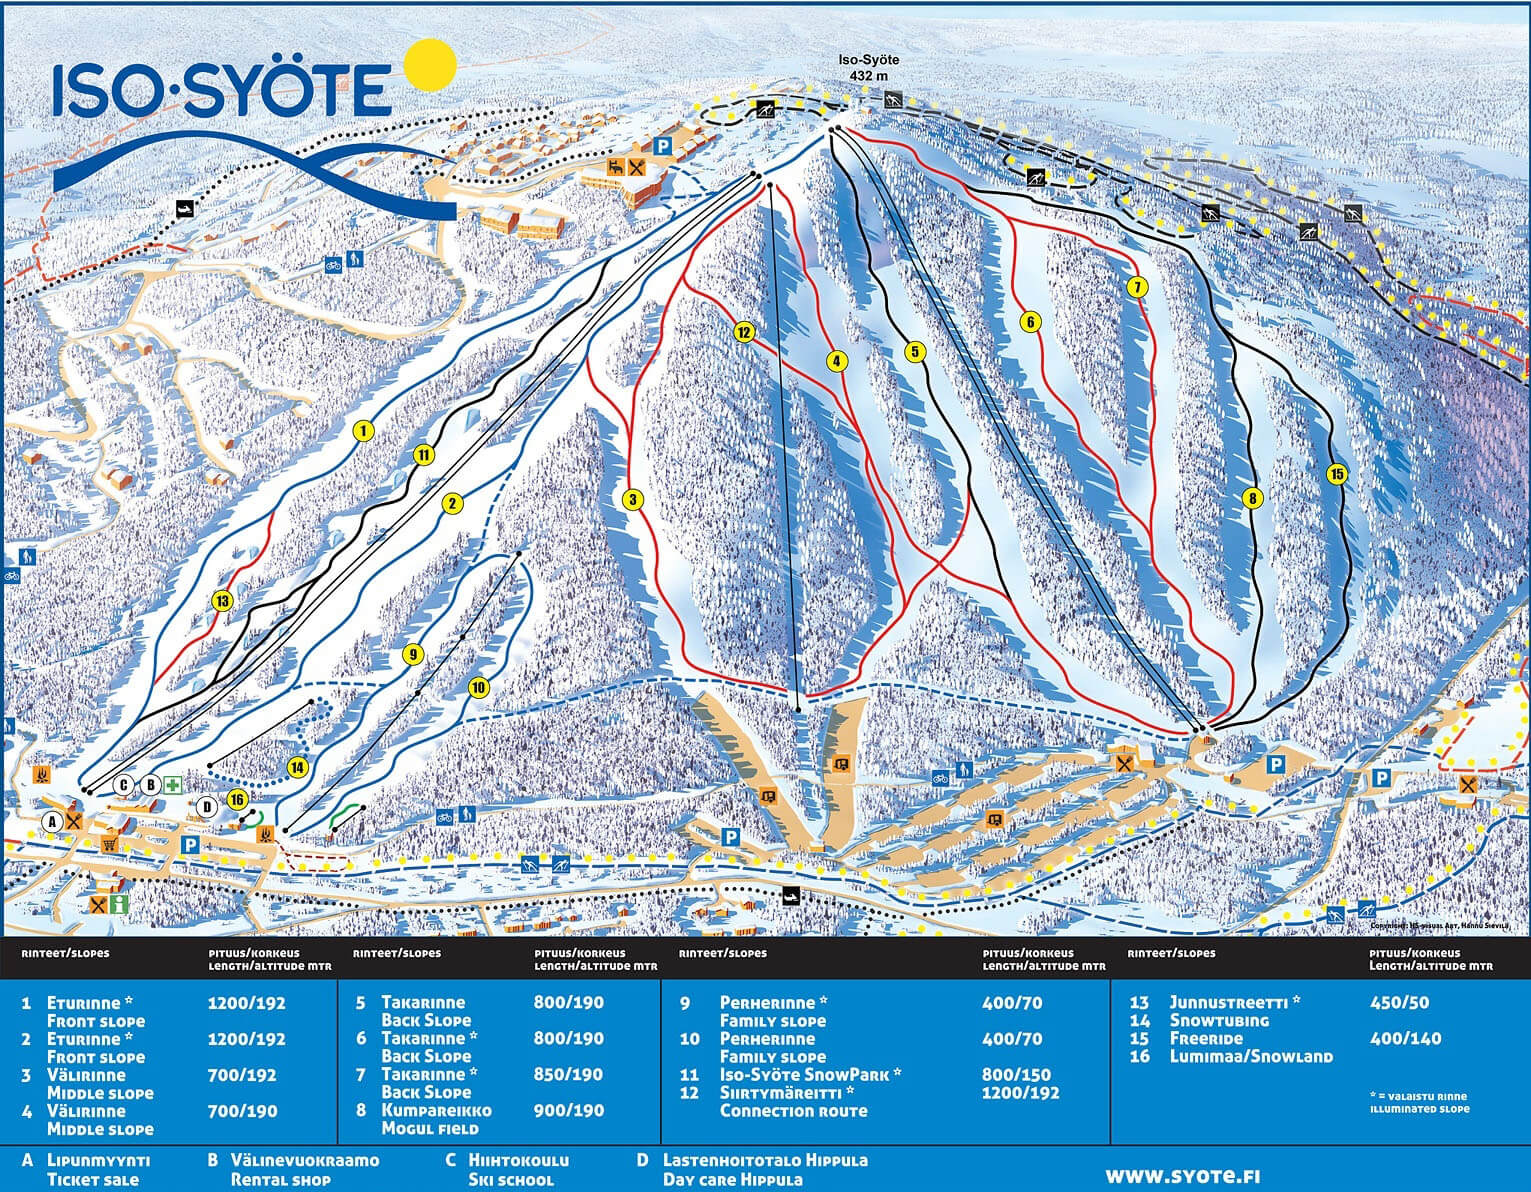 ISO·SYÖTE
Iso-Syöte
432 m
P
12
7
6
4
5
1
11
2
3
8
15
13
9
10
14
16
C
B
D
A
P
P
P
P
Copyright: HS-Visual Art, Hannu Sievilä
Rinteet/Slopes
Pituus/Korkeus
Length/Altitude mtr
Rinteet/Slopes
Pituus/Korkeus
Length/Altitude mtr
Rinteet/Slopes
Pituus/Korkeus
Length/Altitude mtr
Rinteet/Slopes
Pituus/Korkeus
Length/Altitude mtr
1 Eturinne ☆ 1200/192
Front slope
2 Eturinne ☆ 1200/192
Front slope
3 Välirinne 700/192
Middle slope
4 Välirinne 700/190
Middle slope
5 Takarinne 800/190
Back Slope
6 Takarinne ☆ 800/190
Back Slope
7 Takarinne ☆ 850/190
Back Slope
8 Kumpareikko 900/190
Mogul field
9 Perherinne ☆ 400/70
Family slope
10 Perherinne 400/70
Family slope
11 Iso-Syöte SnowPark ☆ 800/150
12 Siirtymäreitti ☆ 1200/192
Connection route
13 Junnustreetti ☆ 450/50
14 Snowtubing
15 Freeride 400/140
16 Lumimaa/Snowland
☆ = valaistu rinne
illuminated slope
A Lipunmyynti
Ticket sale
B Välinevuokraamo
Rental shop
C Hiihtokoulu
Ski school
D Lastenhoitotalo Hippula
Day care Hippula
www.syote.fi